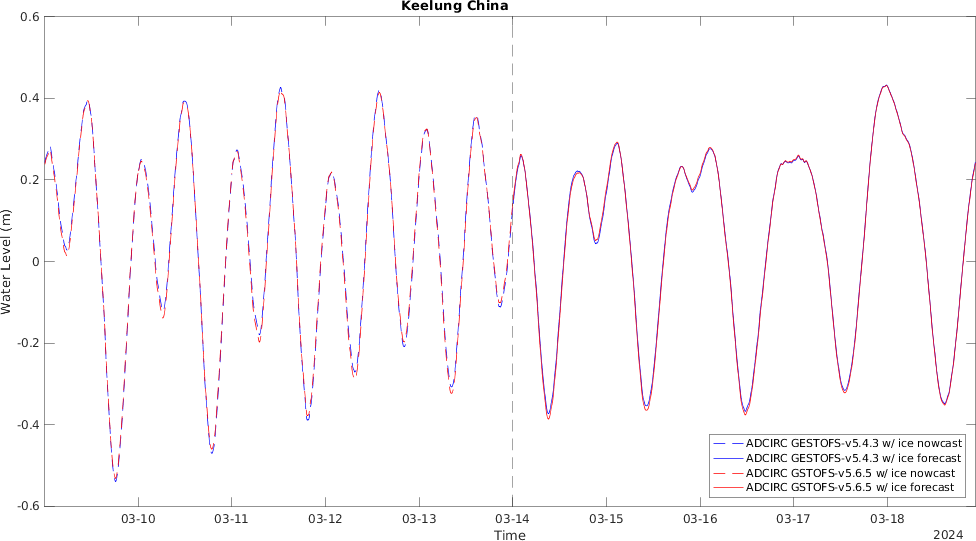 Keelung China
0.6
0.4
0.2
0
-0.2
-0.4
-0.6
Water Level (m)
ADCIRC GESTOFS-v5.4.3 w/ ice nowcast
ADCIRC GESTOFS-v5.4.3 w/ ice forecast
ADCIRC GSTOFS-v5.6.5 w/ ice nowcast
ADCIRC GSTOFS-v5.6.5 w/ ice forecast
03-10 03-11 03-12 03-13 03-14 03-15 03-16 03-17 03-18
Time
2024